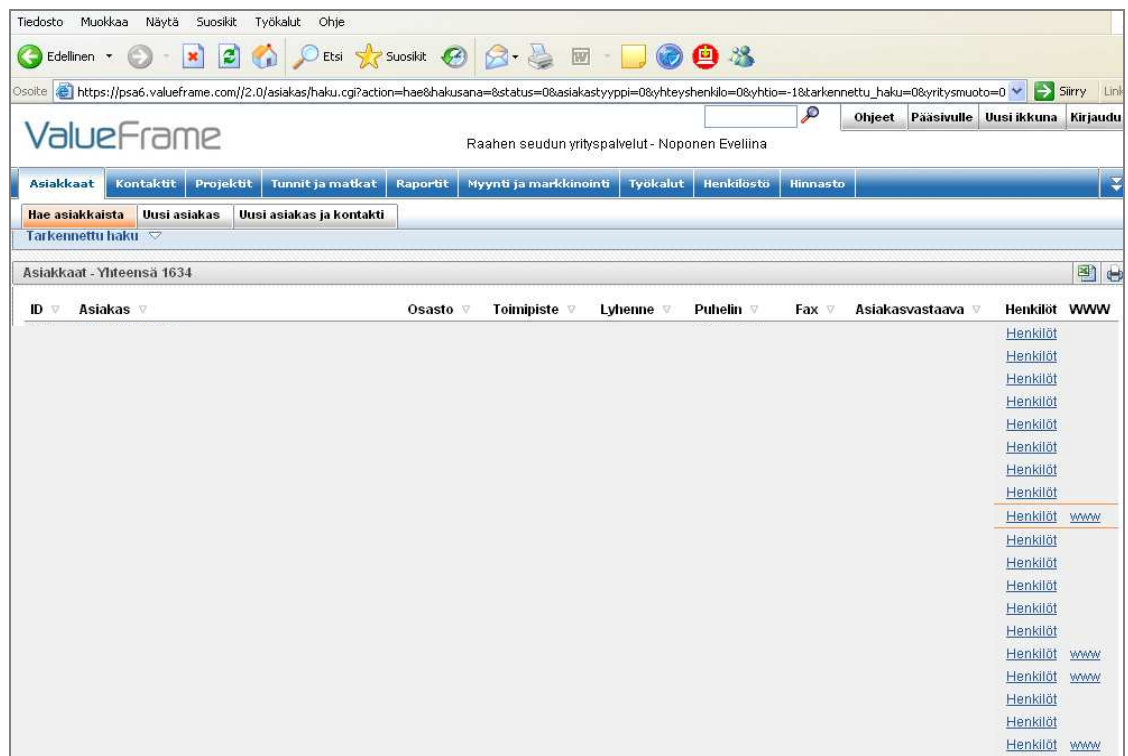 Tiedosto Muokkaa Näytä Suosikit Työkalut Ohje
Edellinen Etsi Suosikit
Osoite https://psa6.valueframe.com//2.0/asiakas/haku.cgi?action=hae&hakusana=&status=0&asiakastyyppi=0&yhteyshenkilo=0&yhtio=-1&tarkennettu_haku=0&yritysmuoto=0 Siirry Link
Ohjeet Pääsivulle Uusi ikkuna Kirjaudu
ValueFrame
Raahen seudun yrityspalvelut - Noponen Eveliina
Asiakkaat Kontaktit Projektit Tunnit ja matkat Raportit Myynti ja markkinointi Työkalut Henkilöstö Hinnasto
Hae asiakkaista Uusi asiakas Uusi asiakas ja kontakti
Tarkennettu haku
Asiakkaat - Yhteensä 1634
ID Asiakas Osasto Toimipiste Lyhenne Puhelin Fax Asiakasvastaava Henkilöt WWW
Henkilöt
Henkilöt
Henkilöt
Henkilöt
Henkilöt
Henkilöt
Henkilöt
Henkilöt
Henkilöt www
Henkilöt
Henkilöt
Henkilöt
Henkilöt
Henkilöt
Henkilöt www
Henkilöt www
Henkilöt
Henkilöt
Henkilöt www